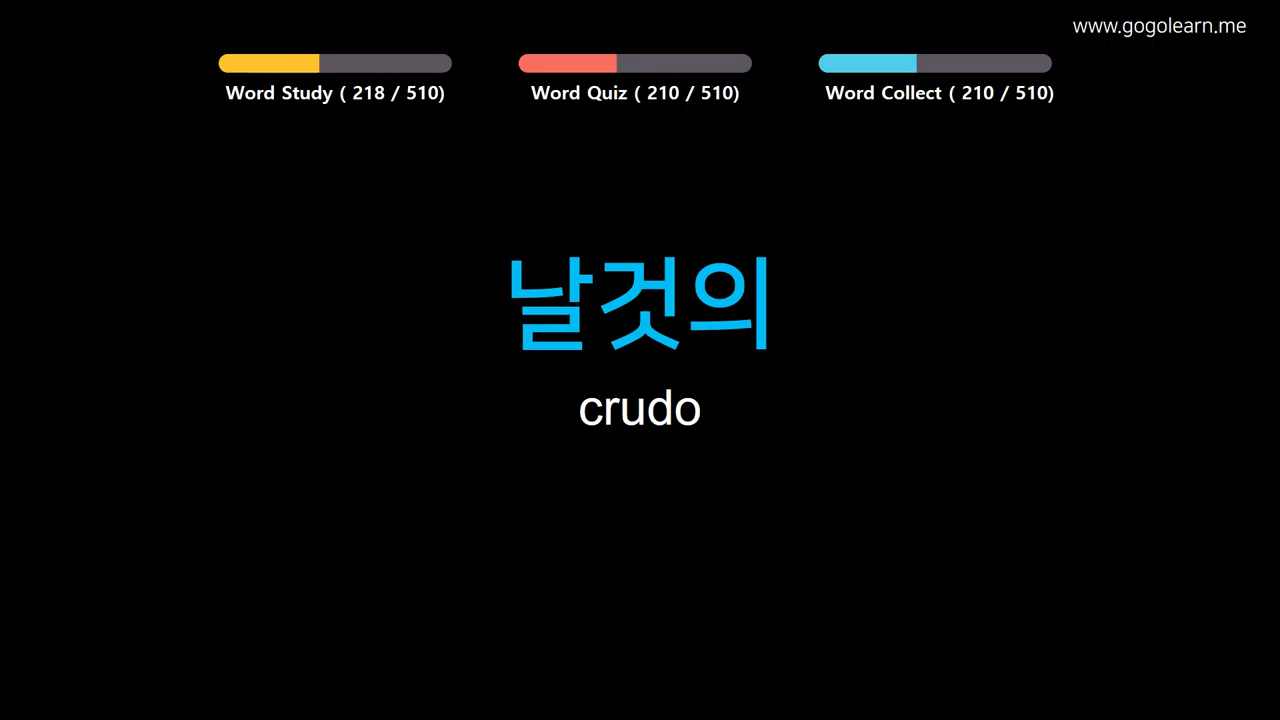 www.gogolearn.me
Word Study ( 218 / 510)
Word Quiz ( 210 / 510)
Word Collect ( 210 / 510)
날것의
crudo